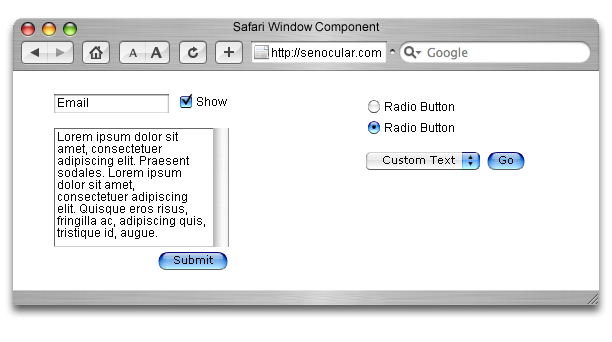 Safari Window Component
A A
http://senocular.com
Google
Email
Show
Lorem ipsum dolor sit
amet, consectetuer
adipiscing elit. Praesent
sodales. Lorem ipsum
dolor sit amet,
consectetuer adipiscing
elit. Quisque eros risus,
fringilla ac, adipiscing quis,
tristique id, augue.
Submit
Radio Button
Radio Button
Custom Text
Go